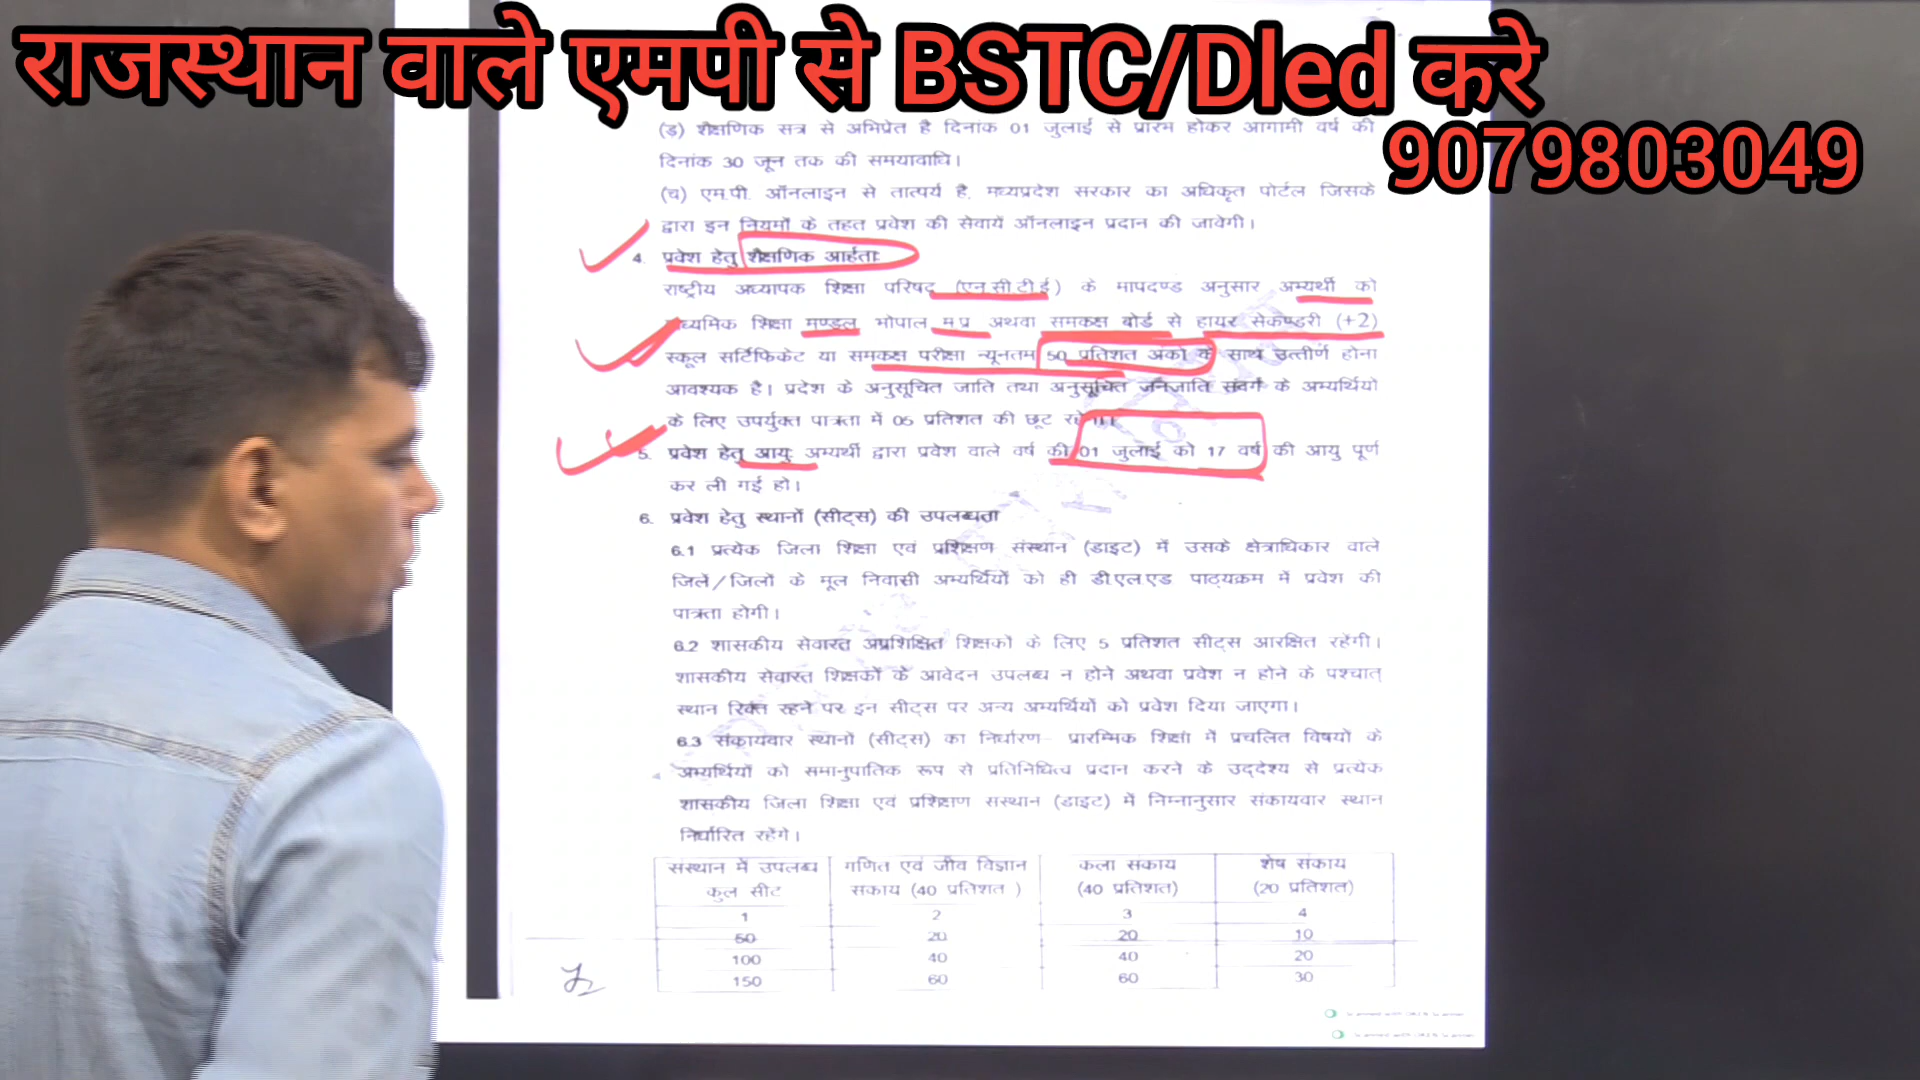 राजस्थान वाले एमपी से BSTC/Dled करे
9079803049
(ड) शैक्षणिक सत्र से अभिप्रेत है दिनांक 01 जुलाई से प्रारंभ होकर आगामी वर्ष की
दिनांक 30 जून तक की समयावाधि।
(च) एम.पी. ऑनलाइन से तात्पर्य है, मध्यप्रदेश सरकार का अधिकृत पोर्टल जिसके
द्वारा इन नियमों के तहत प्रवेश की सेवायें ऑनलाइन प्रदान की जावेगी।
4. प्रवेश हेतु शैक्षणिक आर्हता
राष्ट्रीय अध्यापक शिक्षा परिषद (एन.सी.टी.ई) के मापदण्ड अनुसार अभ्यर्थी को
माध्यमिक शिक्षा मण्डल भोपाल म.प्र. अथवा समकक्ष बोर्ड से हायर सेकेण्डरी (+2)
स्कूल सर्टिफिकेट या समकक्ष परीक्षा न्यूनतम 50 प्रतिशत अंको के साथ उत्तीर्ण होना
आवश्यक है। प्रदेश के अनुसूचित जाति तथा अनुसूचित जनजाति संवर्ग के अभ्यर्थियो
के लिए उपर्युक्त पात्रता में 05 प्रतिशत की छूट रहेगी।
5. प्रवेश हेतु आयुः अभ्यर्थी द्वारा प्रवेश वाले वर्ष की 01 जुलाई को 17 वर्ष की आयु पूर्ण
कर ली गई हो।
6. प्रवेश हेतु स्थानों (सीट्स) की उपलब्धता
6.1 प्रत्येक जिला शिक्षा एवं प्रशिक्षण संस्थान (डाइट) में उसके क्षेत्राधिकार वाले
जिले/जिलों के मूल निवासी अभ्यर्थियों को ही डीएलएड पाठ्यक्रम में प्रवेश की
पात्रता होगी।
6.2 शासकीय सेवारत अप्रशिक्षित शिक्षकों के लिए 5 प्रतिशत सीट्स आरक्षित रहेंगी।
शासकीय सेवारत शिक्षकों के आवेदन उपलब्ध न होने अथवा प्रवेश न होने के पश्चात्
स्थान रिक्त रहने पर इन सीट्स पर अन्य अभ्यर्थियों को प्रवेश दिया जाएगा।
6.3 संकायवार स्थानों (सीट्स) का निर्धारण– प्रारम्भिक शिक्षा में प्रचलित विषयों के
अभ्यर्थियों को समानुपातिक रूप से प्रतिनिधित्व प्रदान करने के उद्देश्य से प्रत्येक
शासकीय जिला शिक्षा एवं प्रशिक्षण संस्थान (डाइट) में निम्नानुसार संकायवार स्थान
निर्धारित रहेंगे।
संस्थान में उपलब्ध गणित एवं जीव विज्ञान कला संकाय शेष संकाय
कुल सीट संकाय (40 प्रतिशत ) (40 प्रतिशत) (20 प्रतिशत)
1 2 3 4
50 20 20 10
100 40 40 20
150 60 60 30